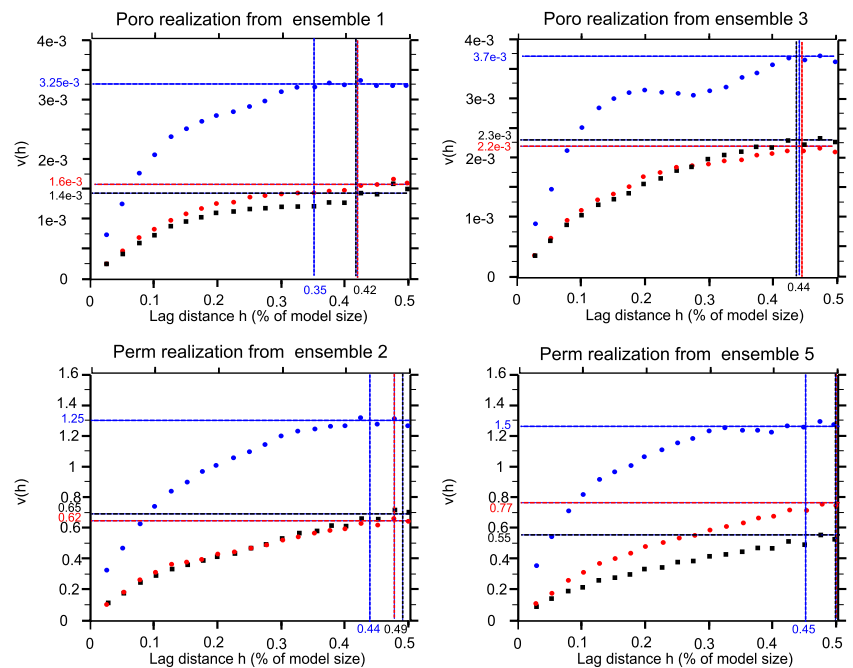 Poro realization from ensemble 1
4e-3
3.25e-3
3e-3
v(h)
2e-3
1.6e-3
1.4e-3
1e-3
0
0 0.1 0.2 0.3 0.4 0.5
0.35 0.42
Lag distance h (% of model size)
Poro realization from ensemble 3
4e-3
3.7e-3
3e-3
v(h)
2.3e-3
2.2e-3
2e-3
1e-3
0
0.44
0 0.1 0.2 0.3 0.4 0.5
Lag distance h (% of model size)
Perm realization from ensemble 2
1.6
1.4
1.25
1.2
1
v(h)
0.8
0.65
0.62
0.6
0.4
0.2
0
0.44 0.49
0 0.1 0.2 0.3 0.4 0.5
Lag distance h (% of model size)
Perm realization from ensemble 5
1.6
1.4
1.5
1.2
1
v(h)
0.8
0.77
0.6
0.55
0.4
0.2
0
0.45
0 0.1 0.2 0.3 0.4 0.5
Lag distance h (% of model size)